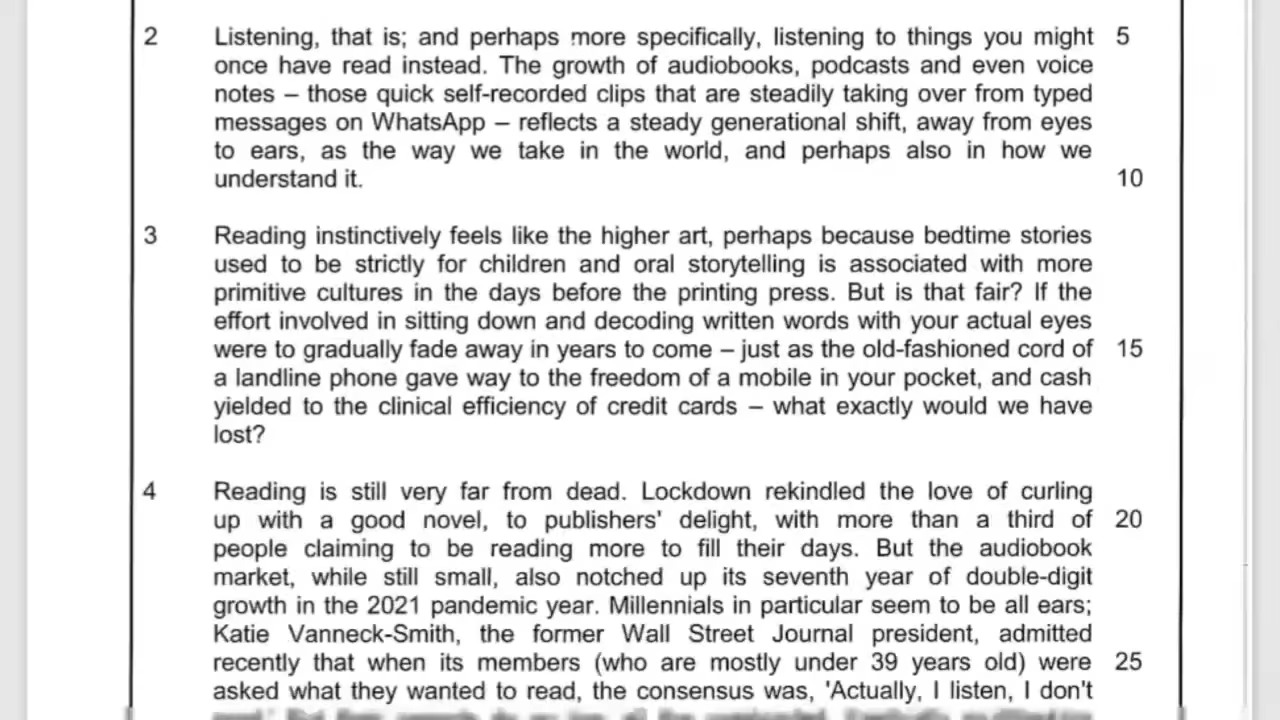 2 Listening, that is; and perhaps more specifically, listening to things you might 5
once have read instead. The growth of audiobooks, podcasts and even voice
notes – those quick self-recorded clips that are steadily taking over from typed
messages on WhatsApp – reflects a steady generational shift, away from eyes
to ears, as the way we take in the world, and perhaps also in how we
understand it. 10
3 Reading instinctively feels like the higher art, perhaps because bedtime stories
used to be strictly for children and oral storytelling is associated with more
primitive cultures in the days before the printing press. But is that fair? If the
effort involved in sitting down and decoding written words with your actual eyes
were to gradually fade away in years to come – just as the old-fashioned cord of 15
a landline phone gave way to the freedom of a mobile in your pocket, and cash
yielded to the clinical efficiency of credit cards – what exactly would we have
lost?
4 Reading is still very far from dead. Lockdown rekindled the love of curling
up with a good novel, to publishers' delight, with more than a third of 20
people claiming to be reading more to fill their days. But the audiobook
market, while still small, also notched up its seventh year of double-digit
growth in the 2021 pandemic year. Millennials in particular seem to be all ears;
Katie Vanneck-Smith, the former Wall Street Journal president, admitted
recently that when its members (who are mostly under 39 years old) were 25
asked what they wanted to read, the consensus was, 'Actually, I listen, I don't